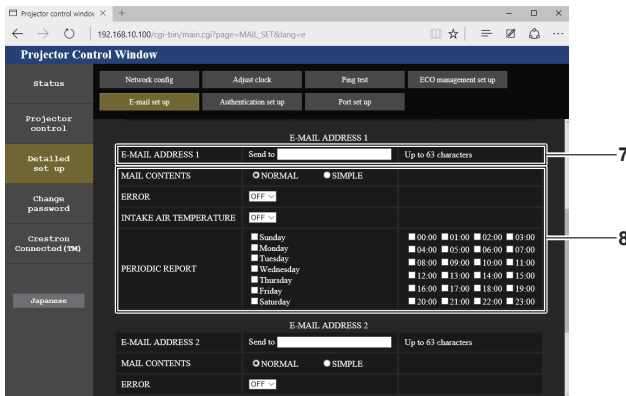 Projector control window
192.168.10.100/cgi-bin/main.cgi?page=MAIL_SET&lang=e
Projector Control Window
Status
Projector control
Detailed set up
Change password
Crestron Connected(TM)
Japanese
Network config Adjust clock Ping test ECO management set up
E-mail set up Authentication set up Port set up
E-MAIL ADDRESS 1
E-MAIL ADDRESS 1 Send to Up to 63 characters
7
MAIL CONTENTS NORMAL SIMPLE
ERROR OFF
INTAKE AIR TEMPERATURE OFF
8
PERIODIC REPORT
Sunday
Monday
Tuesday
Wednesday
Thursday
Friday
Saturday
00:00 01:00 02:00 03:00
04:00 05:00 06:00 07:00
08:00 09:00 10:00 11:00
12:00 13:00 14:00 15:00
16:00 17:00 18:00 19:00
20:00 21:00 22:00 23:00
E-MAIL ADDRESS 2
E-MAIL ADDRESS 2 Send to Up to 63 characters
MAIL CONTENTS NORMAL SIMPLE
ERROR OFF